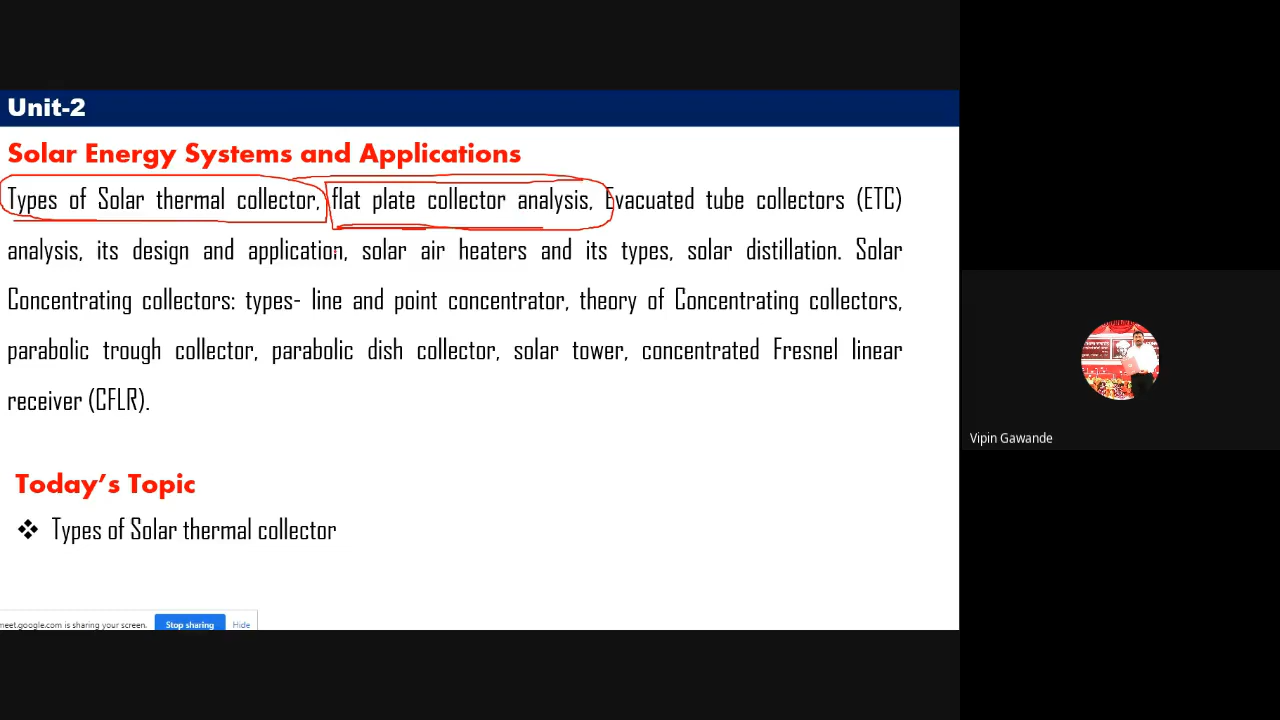 Unit-2
Solar Energy Systems and Applications
Types of Solar thermal collector, flat plate collector analysis, Evacuated tube collectors (ETC)
analysis, its design and application, solar air heaters and its types, solar distillation. Solar
Concentrating collectors: types- line and point concentrator, theory of Concentrating collectors,
parabolic trough collector, parabolic dish collector, solar tower, concentrated Fresnel linear
receiver (CFLR).
Vipin Gawande
Today's Topic
❖ Types of Solar thermal collector
meet.google.com is sharing your screen. Stop sharing Hide